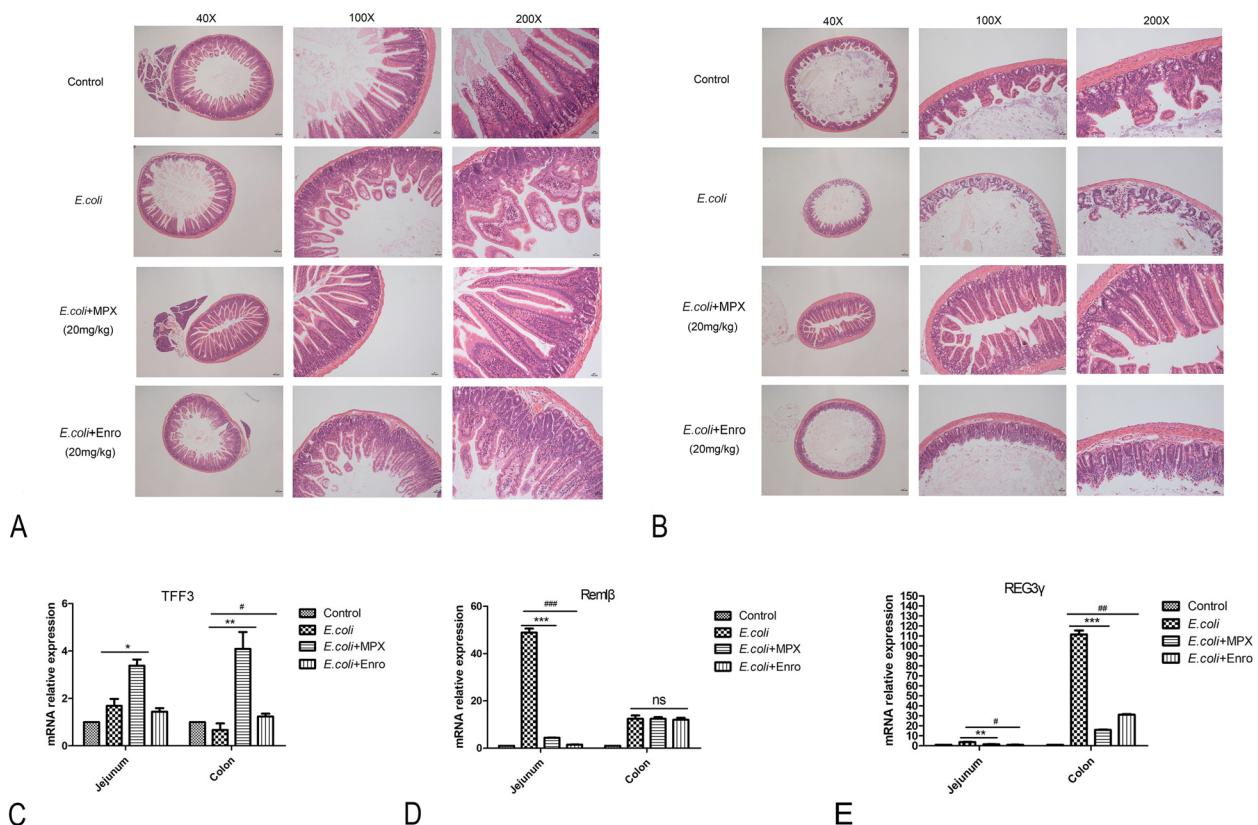 40X 100X 200X
Control
E.coli
E.coli+MPX
(20mg/kg)
E.coli+Enro
(20mg/kg)
A
40X 100X 200X
Control
E.coli
E.coli+MPX
(20mg/kg)
E.coli+Enro
(20mg/kg)
B
TFF3
mRNA relative expression
6
4
2
0
*
**
#
Jejunum
Colon
Control
E.coli
E.coli+MPX
E.coli+Enro
C
Remlβ
mRNA relative expression
60
40
20
0
###
***
ns
Jejunum
Colon
Control
E.coli
E.coli+MPX
E.coli+Enro
D
REG3γ
mRNA relative expression
150
140
130
120
110
100
90
80
70
60
50
40
30
20
10
0
#
**
##
***
Jejunum
Colon
Control
E.coli
E.coli+MPX
E.coli+Enro
E